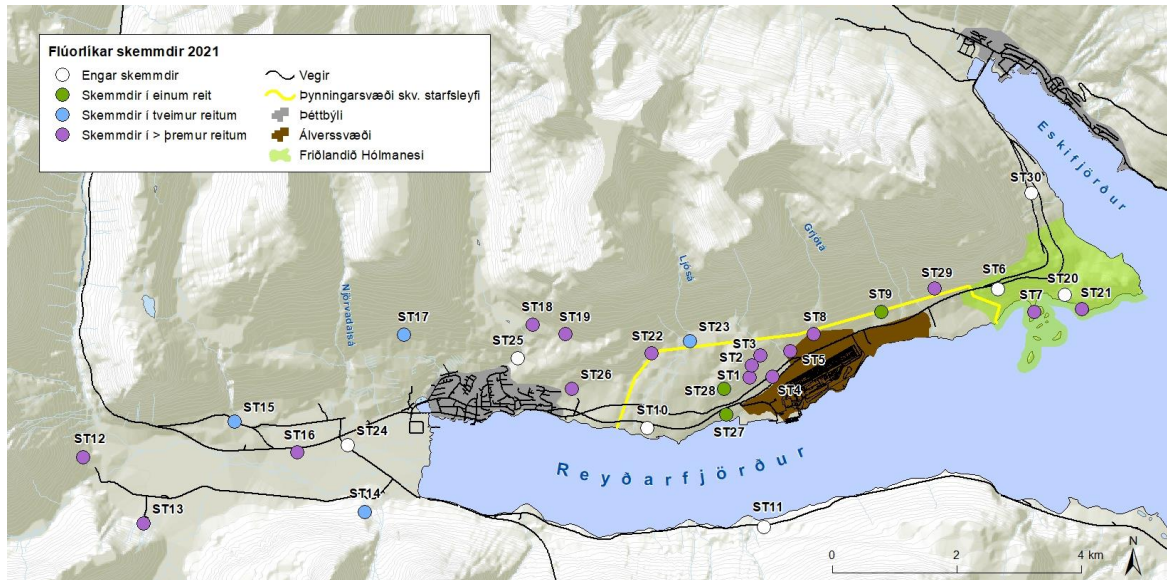 Flúorlíkar skemmdir 2021
Engar skemmdir
Skemmdir í einum reit
Skemmdir í tveimur reitum
Skemmdir í > þremur reitum
Vegir
Þynningarsvæði skv. starfsleyfi
Þéttbýli
Álverssvæði
Friðlandið Hólmanesi
Eskifjörður
ST30
Grjótá
Ljósá
Njörvadalsá
ST29
ST6
ST20
ST21
ST7
ST9
ST18
ST19
ST8
ST17
ST22
ST23
ST25
ST3
ST2
ST5
ST1
ST26
ST28
ST4
ST15
ST10
ST27
ST16
ST24
ST12
Reyðarfjörður
ST14
ST13
ST11
N
0
2
4 km